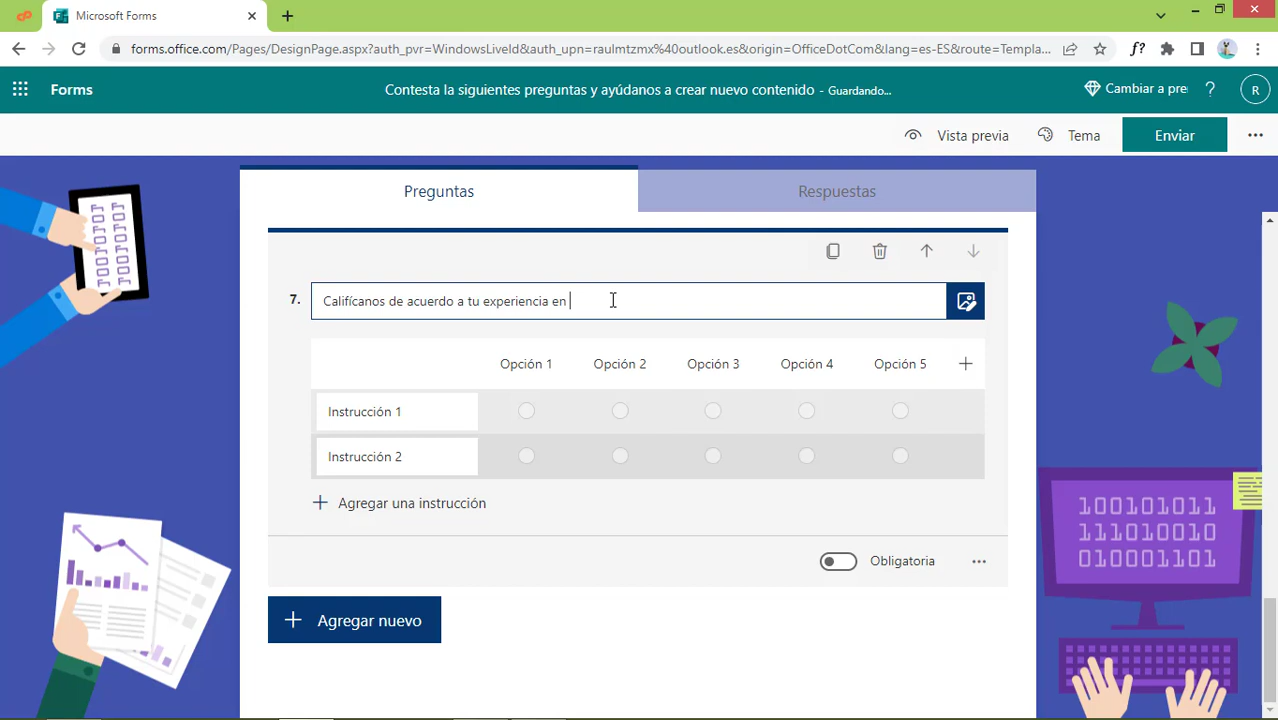 Microsoft Forms
forms.office.com/Pages/DesignPage.aspx?auth_pvr=WindowsLiveId&auth_upn=raulmtzmx%40outlook.es&origin=OfficeDotCom&lang=es-ES&route=Templa...
f?
Forms
Contesta la siguientes preguntas y ayúdanos a crear nuevo contenido - Guardando...
Cambiar a pre
?
R
Vista previa
Tema
Enviar
Preguntas
Respuestas
7.
Califícanos de acuerdo a tu experiencia en
Opción 1
Opción 2
Opción 3
Opción 4
Opción 5
Instrucción 1
Instrucción 2
Agregar una instrucción
Obligatoria
Agregar nuevo
100101011
111010010
010001101